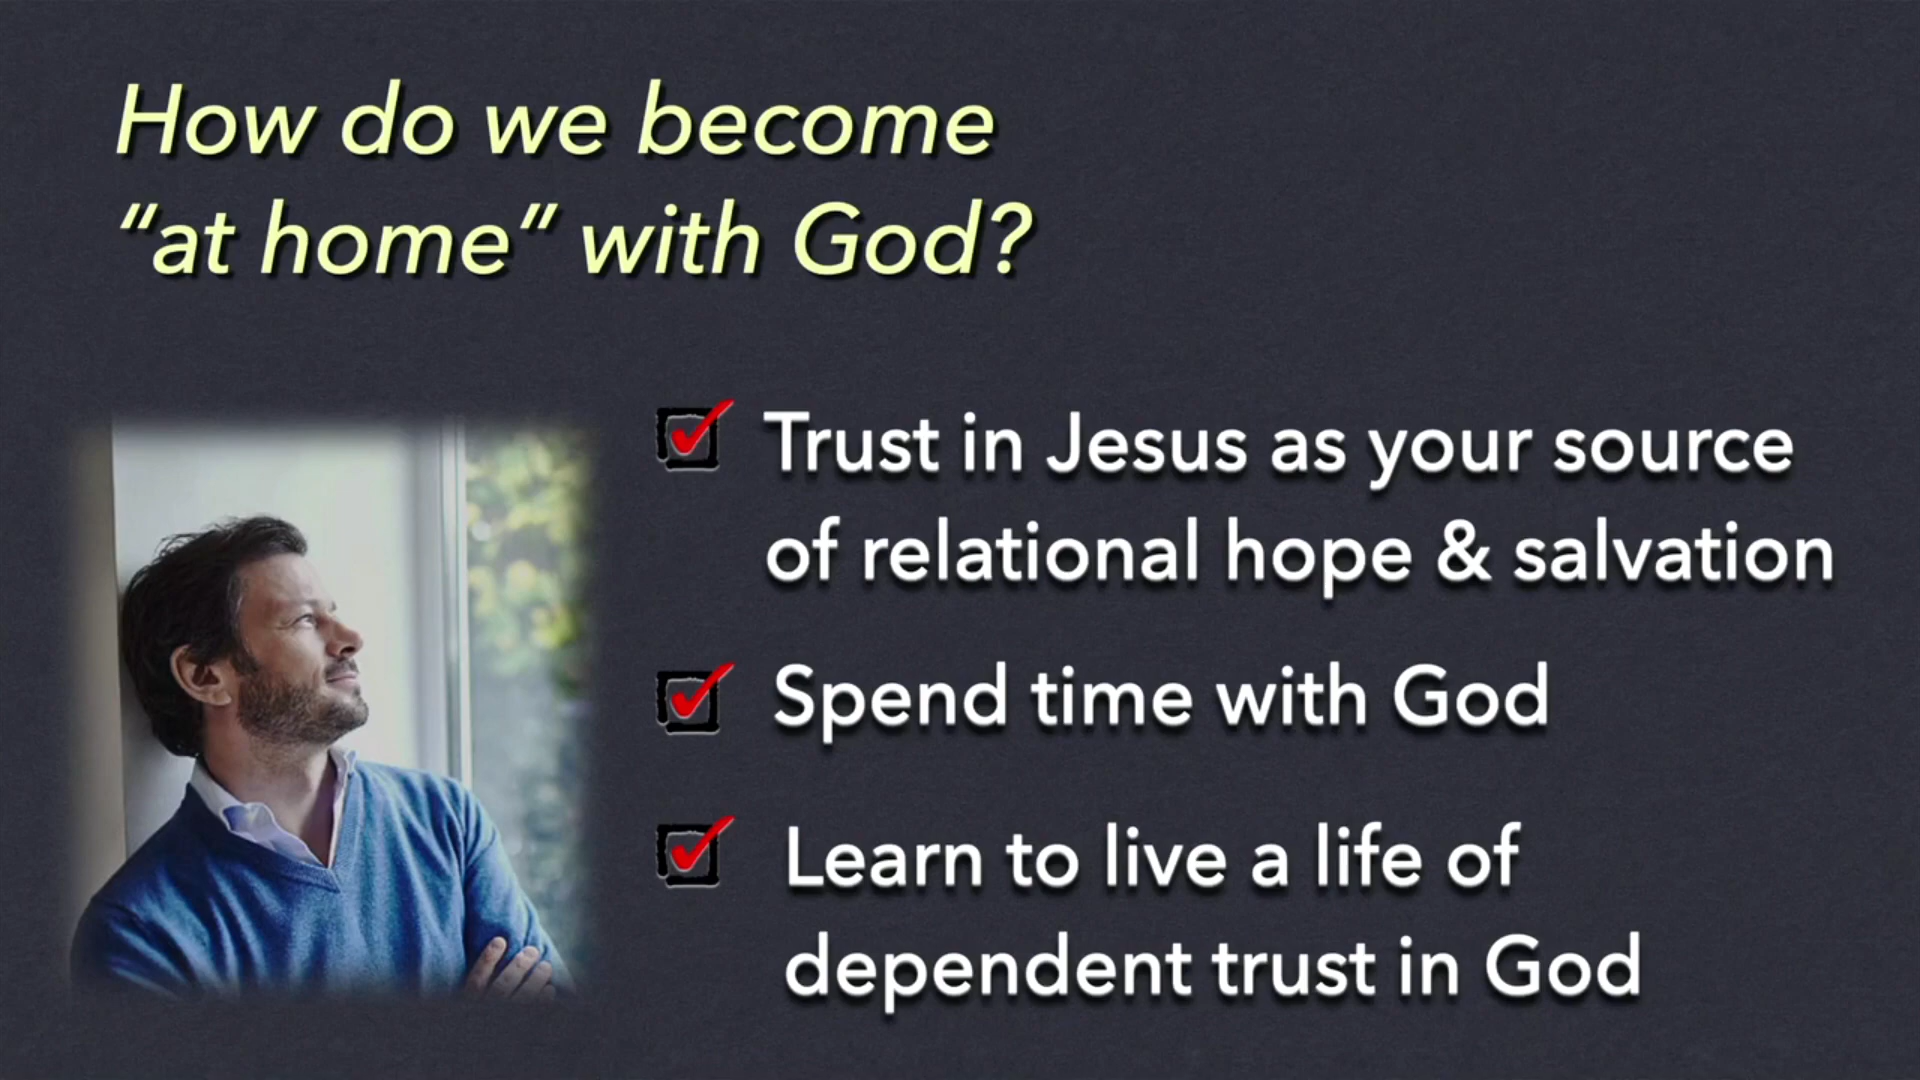 How do we become
“at home” with God?
Trust in Jesus as your source
of relational hope & salvation
Spend time with God
Learn to live a life of
dependent trust in God